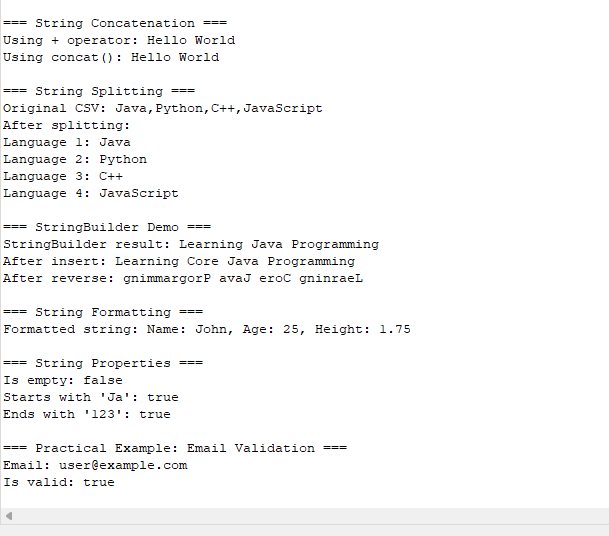 === String Concatenation ===
Using + operator: Hello World
Using concat(): Hello World
=== String Splitting ===
Original CSV: Java,Python,C++,JavaScript
After splitting:
Language 1: Java
Language 2: Python
Language 3: C++
Language 4: JavaScript
=== StringBuilder Demo ===
StringBuilder result: Learning Java Programming
After insert: Learning Core Java Programming
After reverse: gnimmargorP avaJ eroC gninraeL
=== String Formatting ===
Formatted string: Name: John, Age: 25, Height: 1.75
=== String Properties ===
Is empty: false
Starts with 'Ja': true
Ends with '123': true
=== Practical Example: Email Validation ===
Email: user@example.com
Is valid: true